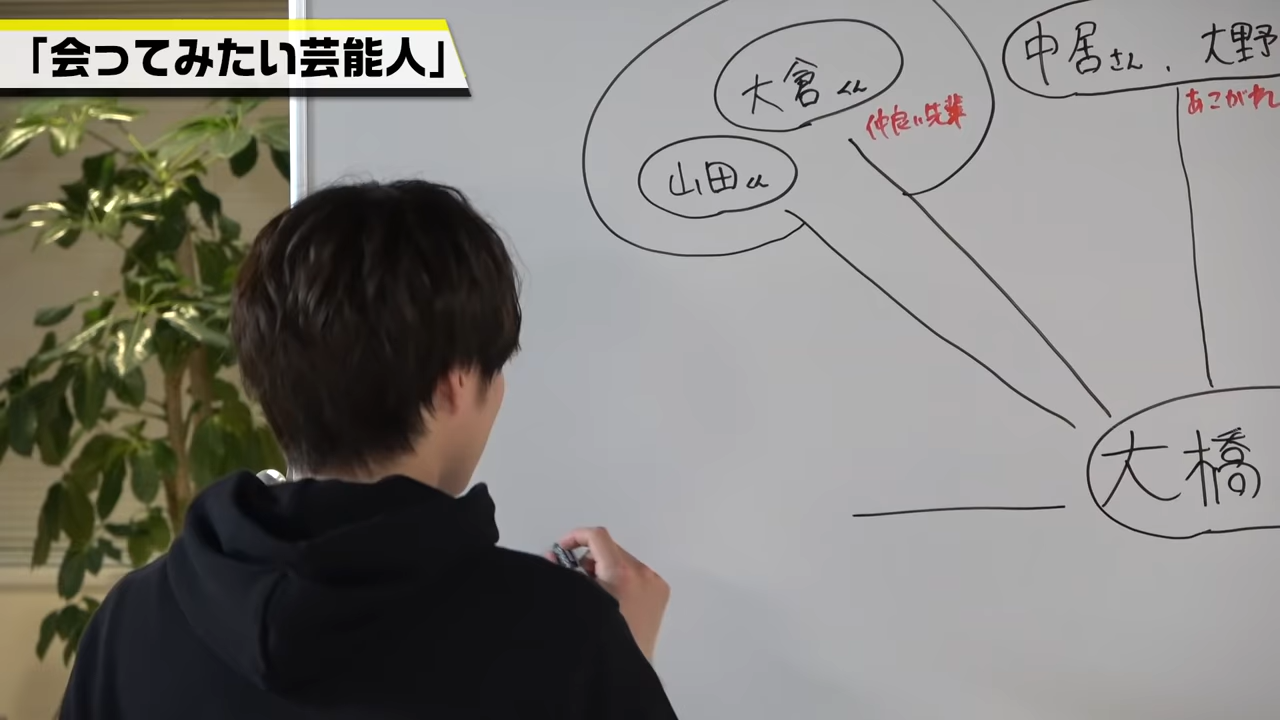 「会ってみたい芸能人」
中居さん、大野
あこがれ
大倉くん
仲良い先輩
山田くん
大橋